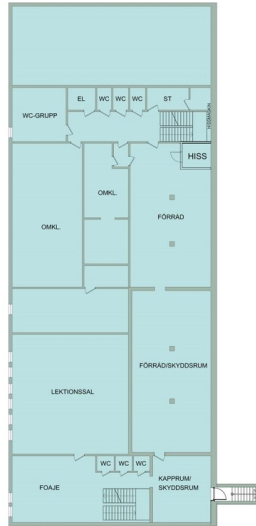 EL
WC
WC
WC
ST
WC-GRUPP
HISSMASKIN
HISS
OMKL.
FÖRRÅD
OMKL.
FÖRRÅD/SKYDDSRUM
LEKTIONSSAL
WC
WC
WC
FOAJE
KAPPRUM/
SKYDDSRUM